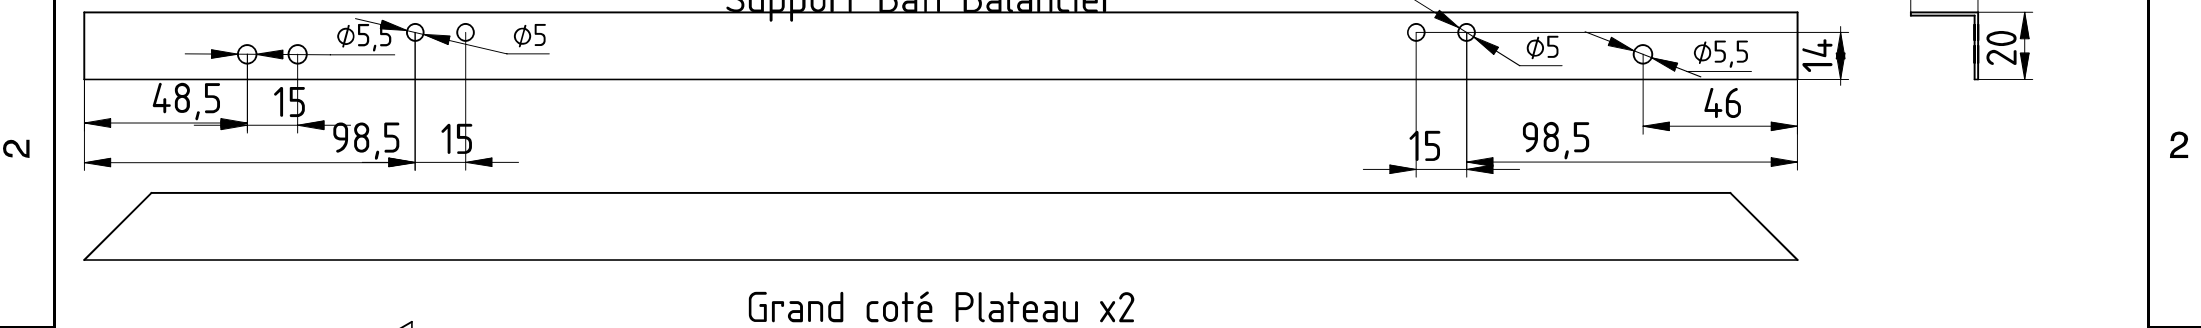 Support Ball Balancier
ϕ5,5
ϕ5
ϕ5
ϕ5,5
14
20
48,5
15
46
98,5
15
15
98,5
2
2
Grand coté Plateau x2